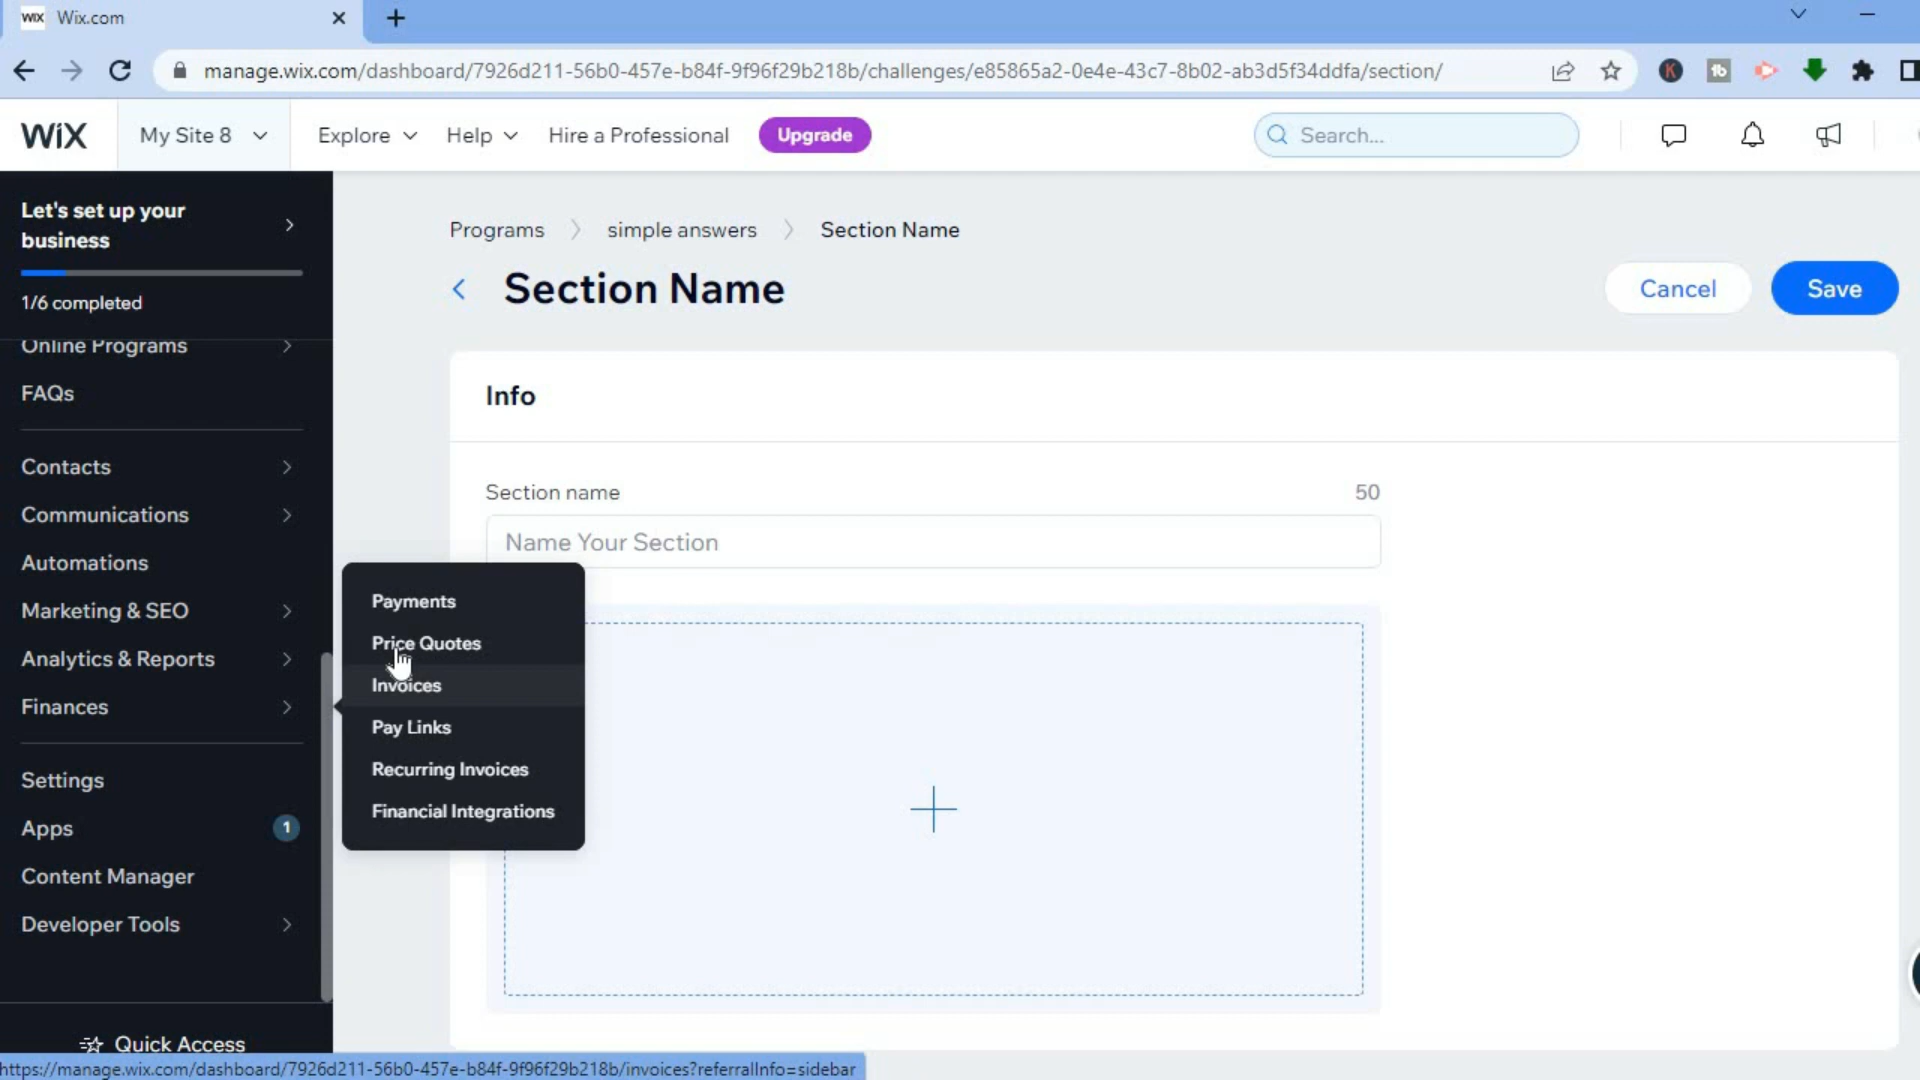 WiX Wix.com
manage.wix.com/dashboard/7926d211-56b0-457e-b84f-9f96f29b218b/challenges/e85865a2-0e4e-43c7-8b02-ab3d5f34ddfa/section/
K
tb
WiX
My Site 8
Explore
Help
Hire a Professional
Upgrade
Search...
Let's set up your
business
1/6 completed
Online Programs
FAQs
Contacts
Communications
Automations
Marketing & SEO
Analytics & Reports
Finances
Settings
Apps
1
Content Manager
Developer Tools
Quick Access
Payments
Price Quotes
Invoices
Pay Links
Recurring Invoices
Financial Integrations
Programs
simple answers
Section Name
Section Name
Cancel
Save
Info
Section name
50
Name Your Section
https://manage.wix.com/dashboard/7926d211-56b0-457e-b84f-9f96f29b218b/invoices?referralInfo=sidebar